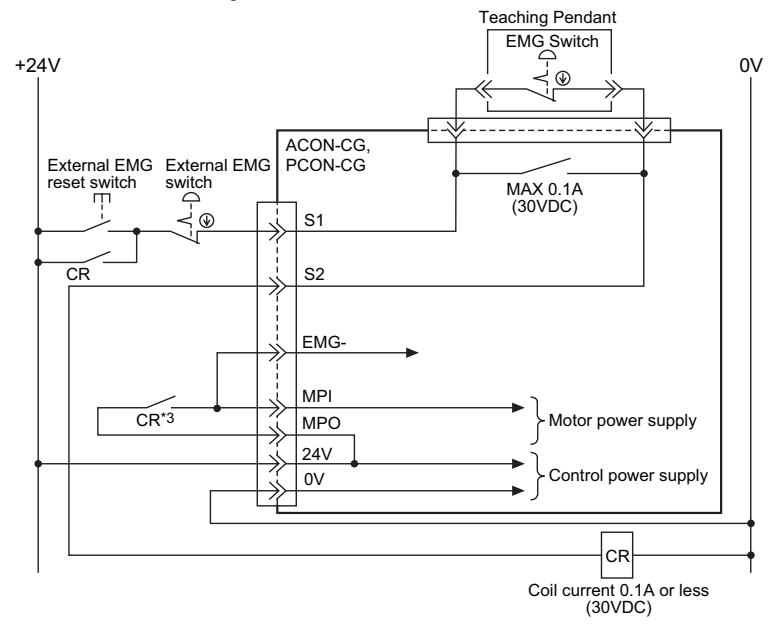 Teaching Pendant
EMG Switch
+24V
0V
ACON-CG,
PCON-CG
External EMG
reset switch
External EMG
switch
MAX 0.1A
(30VDC)
S1
CR
S2
EMG-
MPI
CR*3
MPO
Motor power supply
24V
Control power supply
0V
CR
Coil current 0.1A or less
(30VDC)